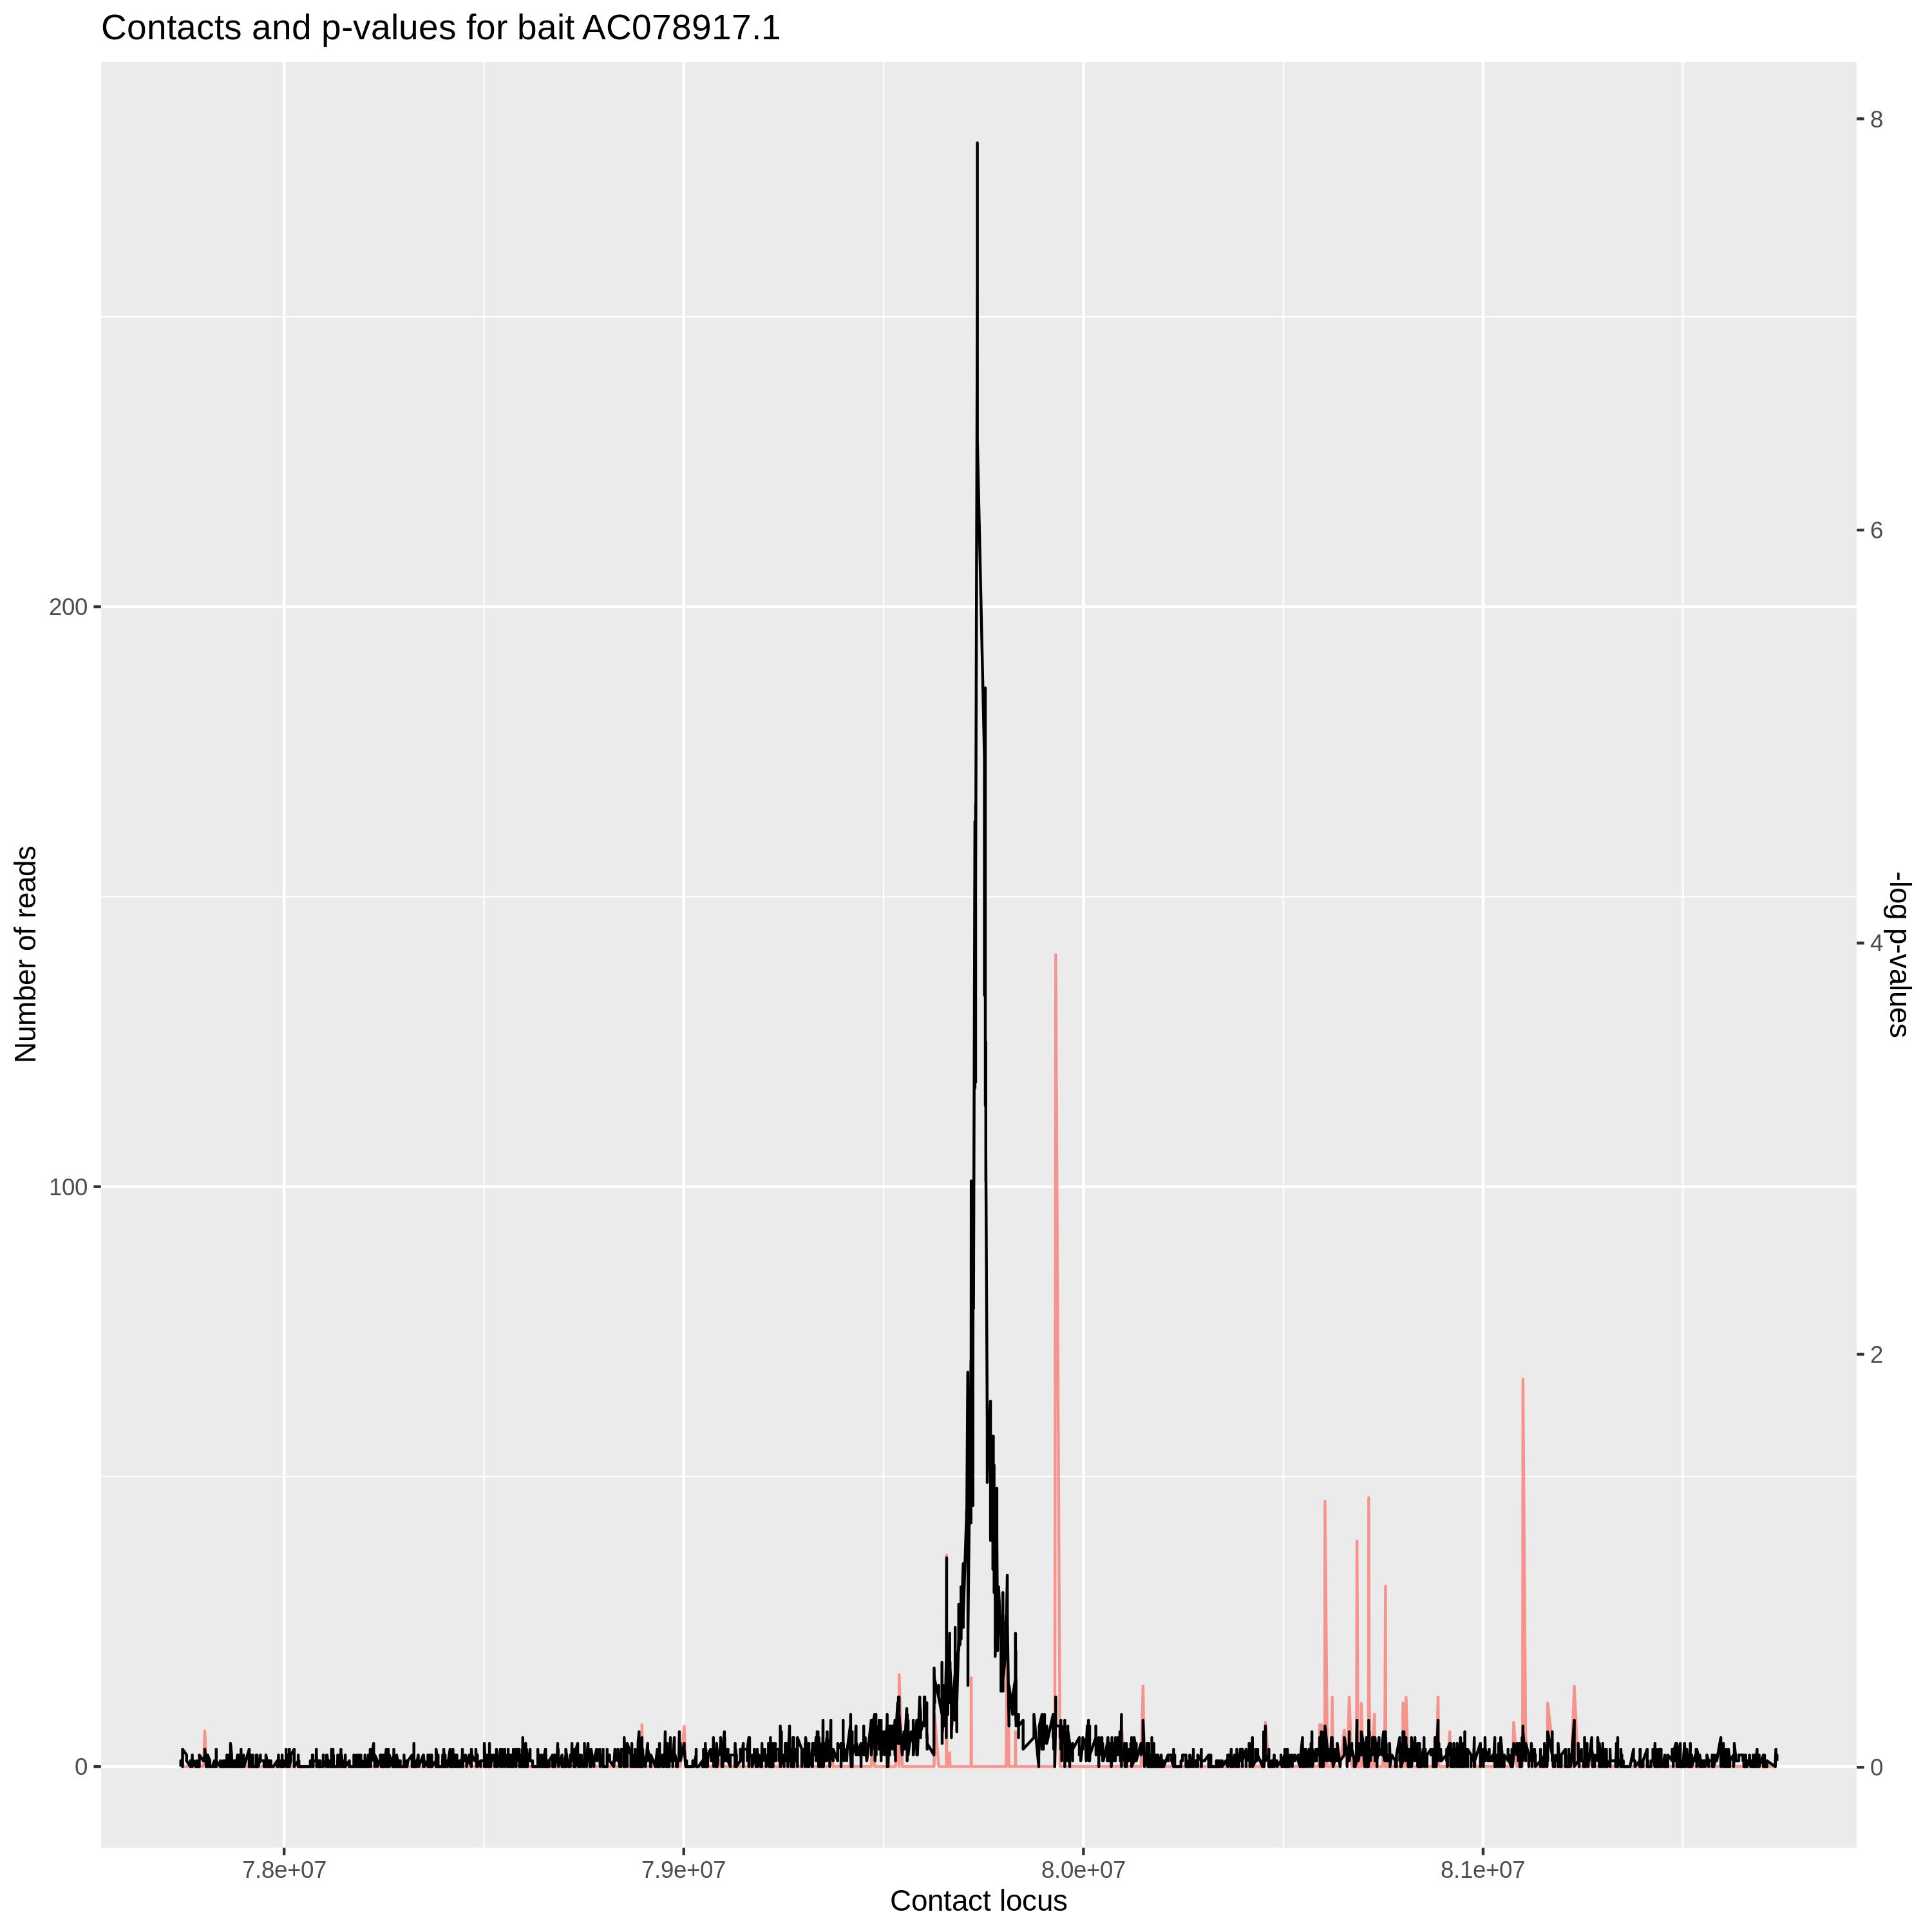 Contacts and p-values for bait AC078917.1
8
6
200
4
Number of reads
-log p-values
100
2
0
0
7.8e+07
7.9e+07
8.0e+07
8.1e+07
Contact locus